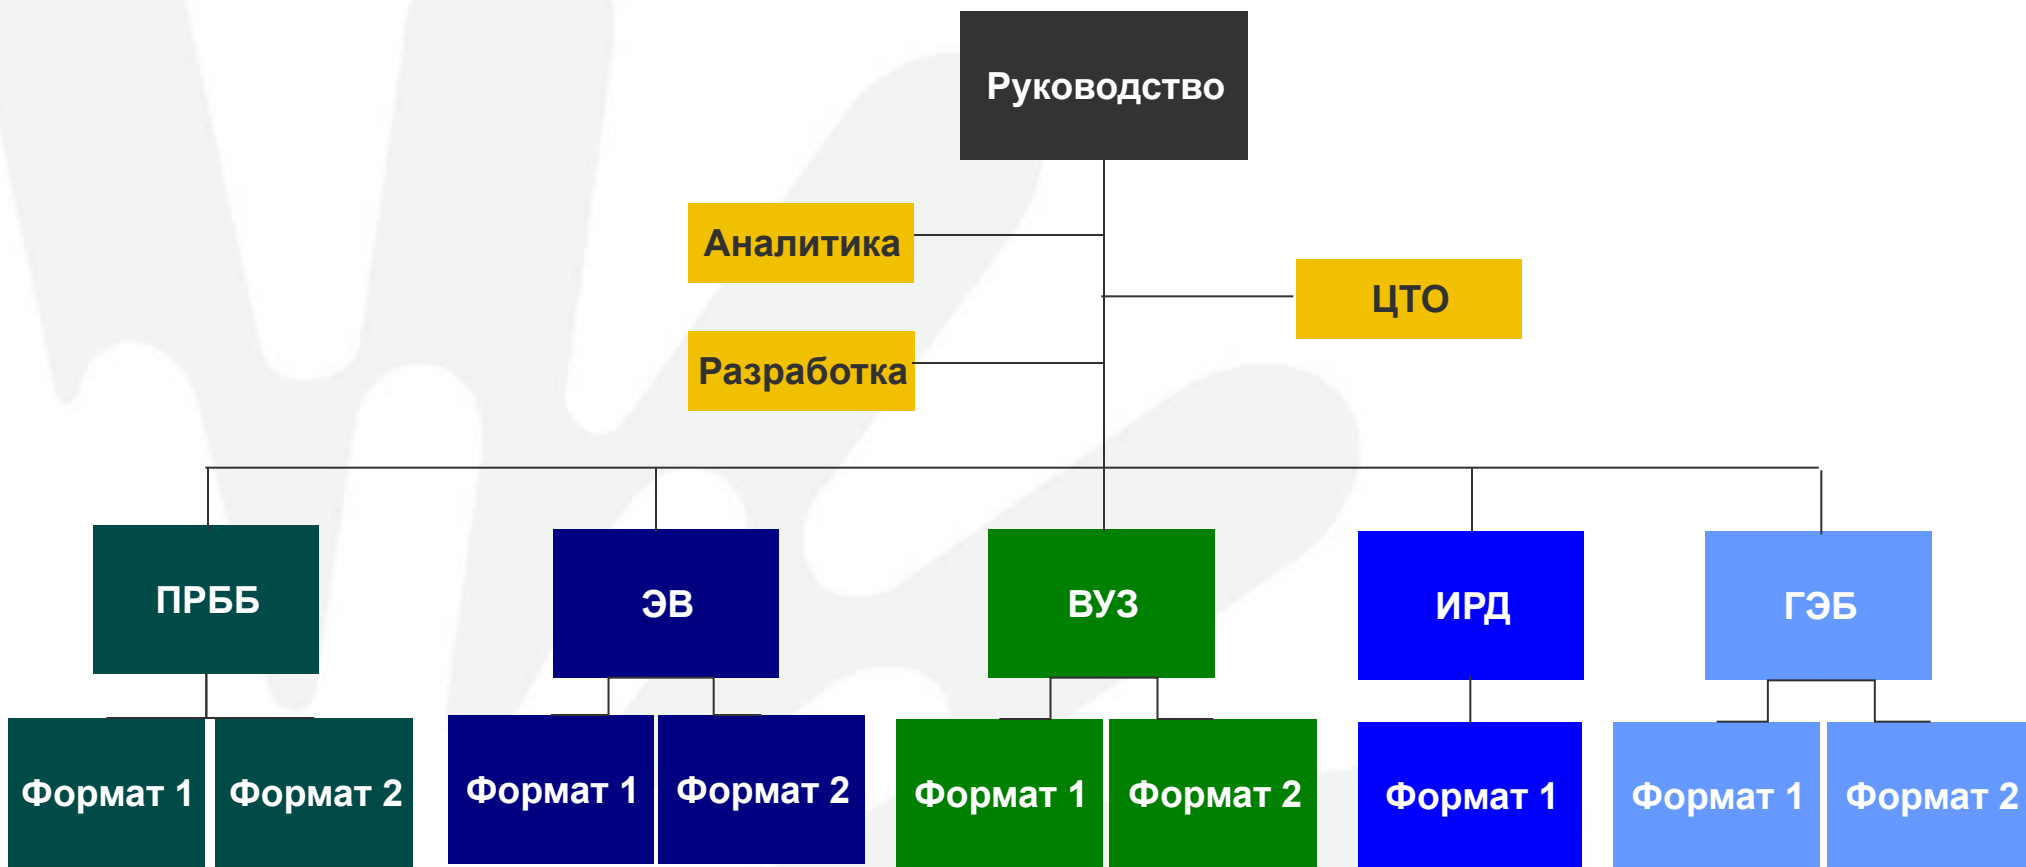 Руководство
Аналитика
ЦТО
Разработка
ПРББ
ЭВ
ВУЗ
ИРД
ГЭБ
Формат 1
Формат 2
Формат 1
Формат 2
Формат 1
Формат 2
Формат 1
Формат 1
Формат 2